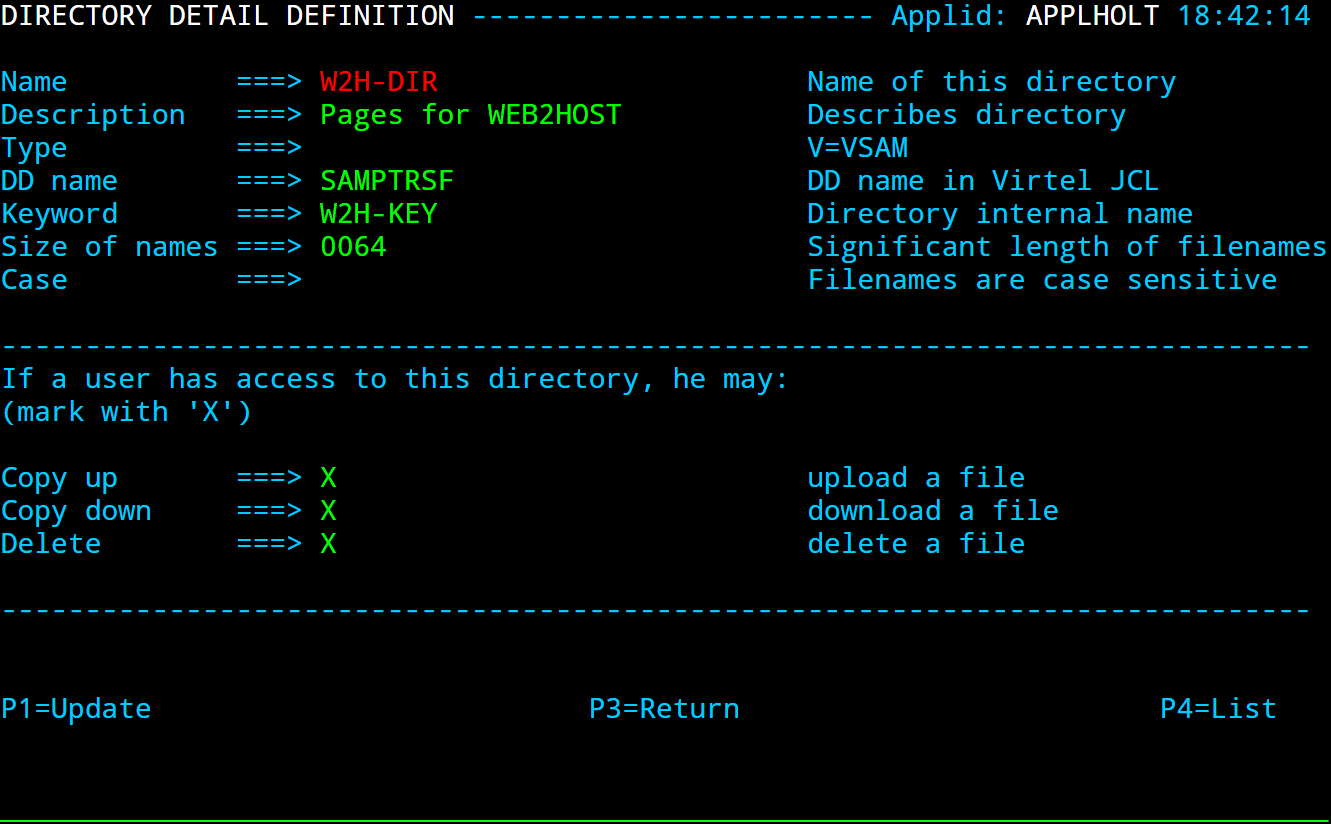 DIRECTORY DETAIL DEFINITION ------------------------ Applid: APPLHOLT 18:42:14
Name ===> W2H-DIR Name of this directory
Description ===> Pages for WEB2HOST Describes directory
Type ===> V=VSAM
DD name ===> SAMPTRSF DD name in Virtel JCL
Keyword ===> W2H-KEY Directory internal name
Size of names ===> 0064 Significant length of filenames
Case ===> Filenames are case sensitive
------------------------------------------------------------------------------
If a user has access to this directory, he may:
(mark with 'X')
Copy up ===> X upload a file
Copy down ===> X download a file
Delete ===> X delete a file
------------------------------------------------------------------------------
P1=Update P3=Return P4=List